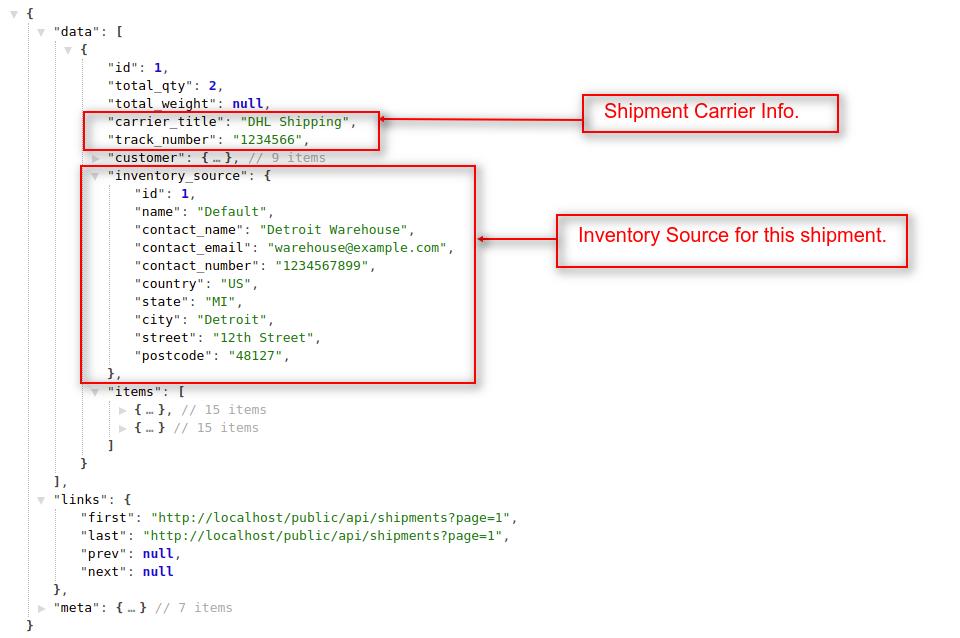 {
"data": [
{
"id": 1,
"total_qty": 2,
"total_weight": null,
"carrier_title": "DHL Shipping",
"track_number": "1234566",
Shipment Carrier Info.
"customer": { … }, // 9 items
"inventory_source": {
"id": 1,
"name": "Default",
"contact_name": "Detroit Warehouse",
"contact_email": "warehouse@example.com",
"contact_number": "1234567899",
"country": "US",
"state": "MI",
"city": "Detroit",
"street": "12th Street",
"postcode": "48127",
},
Inventory Source for this shipment.
"items": [
{ … }, // 15 items
{ … } // 15 items
]
}
],
"links": {
"first": "http://localhost/public/api/shipments?page=1",
"last": "http://localhost/public/api/shipments?page=1",
"prev": null,
"next": null
},
"meta": { … } // 7 items
}